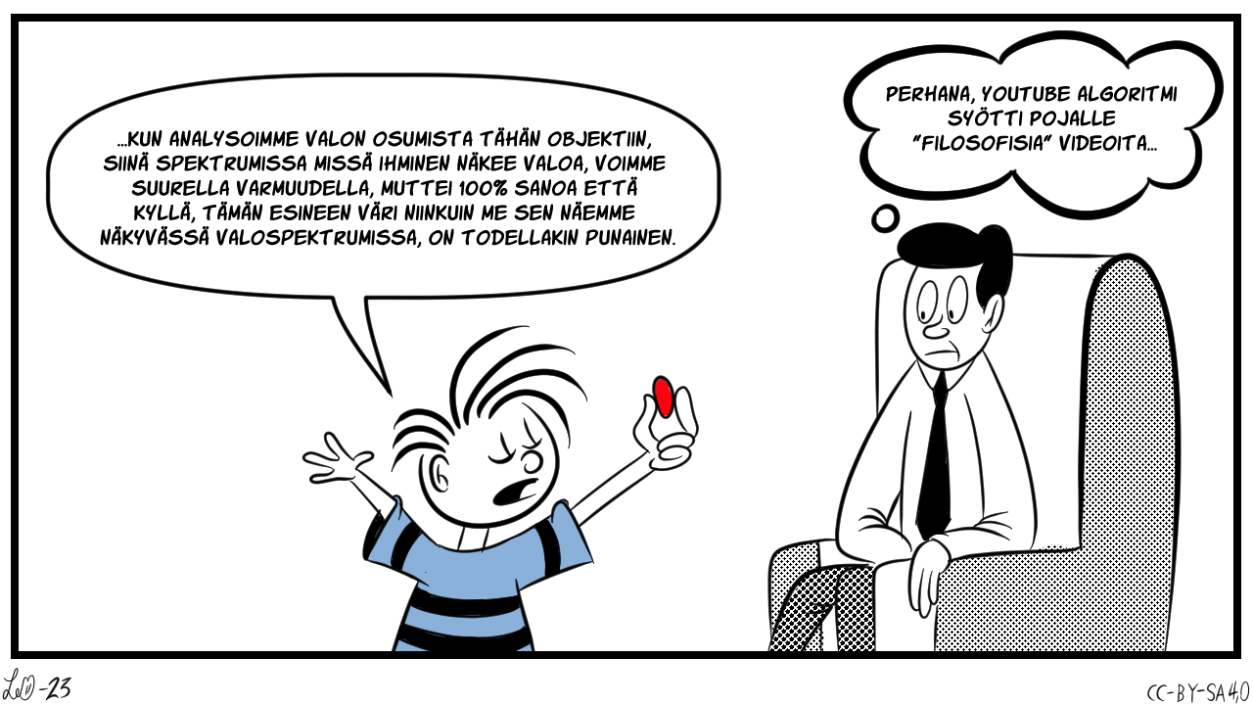 ...KUN ANALYSOIMME VALON OSUMISTA TÄHÄN OBJEKTIIN,
SIINÄ SPEKTRUMISSA MISSÄ IHMINEN NÄKEE VALOA, VOIMME
SUURELLA VARMUUDELLA, MUTTEI 100% SANOA ETTÄ
KYLLÄ, TÄMÄN ESINEEN VÄRI NIINKUIN ME SEN NÄEMME
NÄKYVÄSSÄ VALOSPEKTRUMISSA, ON TODELLAKIN PUNAINEN.
PERHANA, YOUTUBE ALGORITMI
SYÖTTI POJALLE
"FILOSOFISIA" VIDEOITA...
-23
CC-BY-SA 4,0